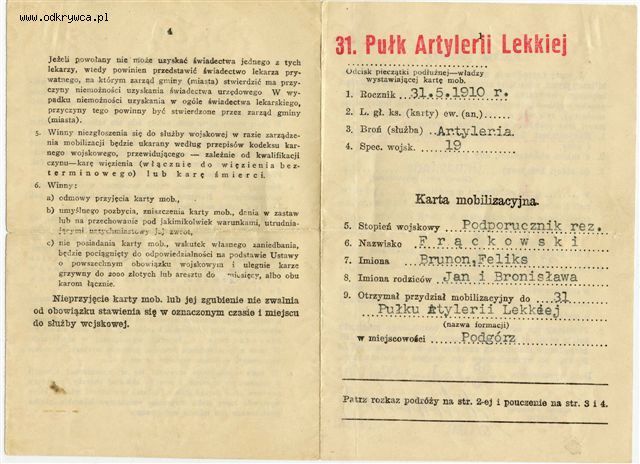 www.odkrywca.pl
4
Jeżeli powołany nie może uzyskać świadectwa jednego z tych
lekarzy, wtedy powinien przedstawić świadectwo lekarza pry-
watnego, na którym zarząd gminy (miasta) stwierdzić ma przy-
czyny niemożności uzyskania świadectwa urzędowego. W wy-
padku niemożności uzyskania w ogóle świadectwa lekarskiego,
przyczyny tego powinny być stwierdzone przez zarząd gminy
(miasta).
5. Winny niezgłoszenia się do służby wojskowej w razie zarządze-
nia mobilizacji będzie ukarany według przepisów kodeksu kar-
nego wojskowego, przewidującego — zależnie od kwalifikacji
czynu—karę więzienia (włącznie do więzienia bez-
terminowego) lub karę śmierci.
6. Winny:
a) odmowy przyjęcia karty mob.,
b) umyślnego pozbycia, zniszczenia karty mob., dania w zastaw
lub na przechowanie pod jakimikolwiek warunkami, utrudnia-
jącymi natychmiastowy jej zwrot,
c) nie posiadania karty mob., wskutek własnego zaniedbania,
będzie pociągnięty do odpowiedzialności na podstawie Ustawy
o powszechnym obowiązku wojskowym i ulegnie karze
grzywny do 2000 złotych lub aresztu do miesięcy, albo obu
karom łącznie.
Nieprzyjęcie karty mob. lub jej zgubienie nie zwalnia
od obowiązku stawienia się w oznaczonym czasie i miejscu
do służby wojskowej.
31. Pułk Artylerii Lekkiej
Odcisk pieczątki podłużnej—władzy
wystawiającej kartę mob.
1. Rocznik 31.5.1910 r.
2. L. gł. ks. (karty) ew. (an.)
3. Broń (służba) Artyleria
4. Spec. wojsk. 19
Karta mobilizacyjna.
5. Stopień wojskowy Podporucznik rez.
6. Nazwisko Frąckowski
7. Imiona Brunon, Feliks
8. Imiona rodziców Jan i Bronisława
9. Otrzymał przydział mobilizacyjny do 31
Pułku Artylerii Lekkiej
(nazwa formacji)
w miejscowości Podgórz
Patrz rozkaz podróży na str. 2-ej i pouczenie na str. 3 i 4.